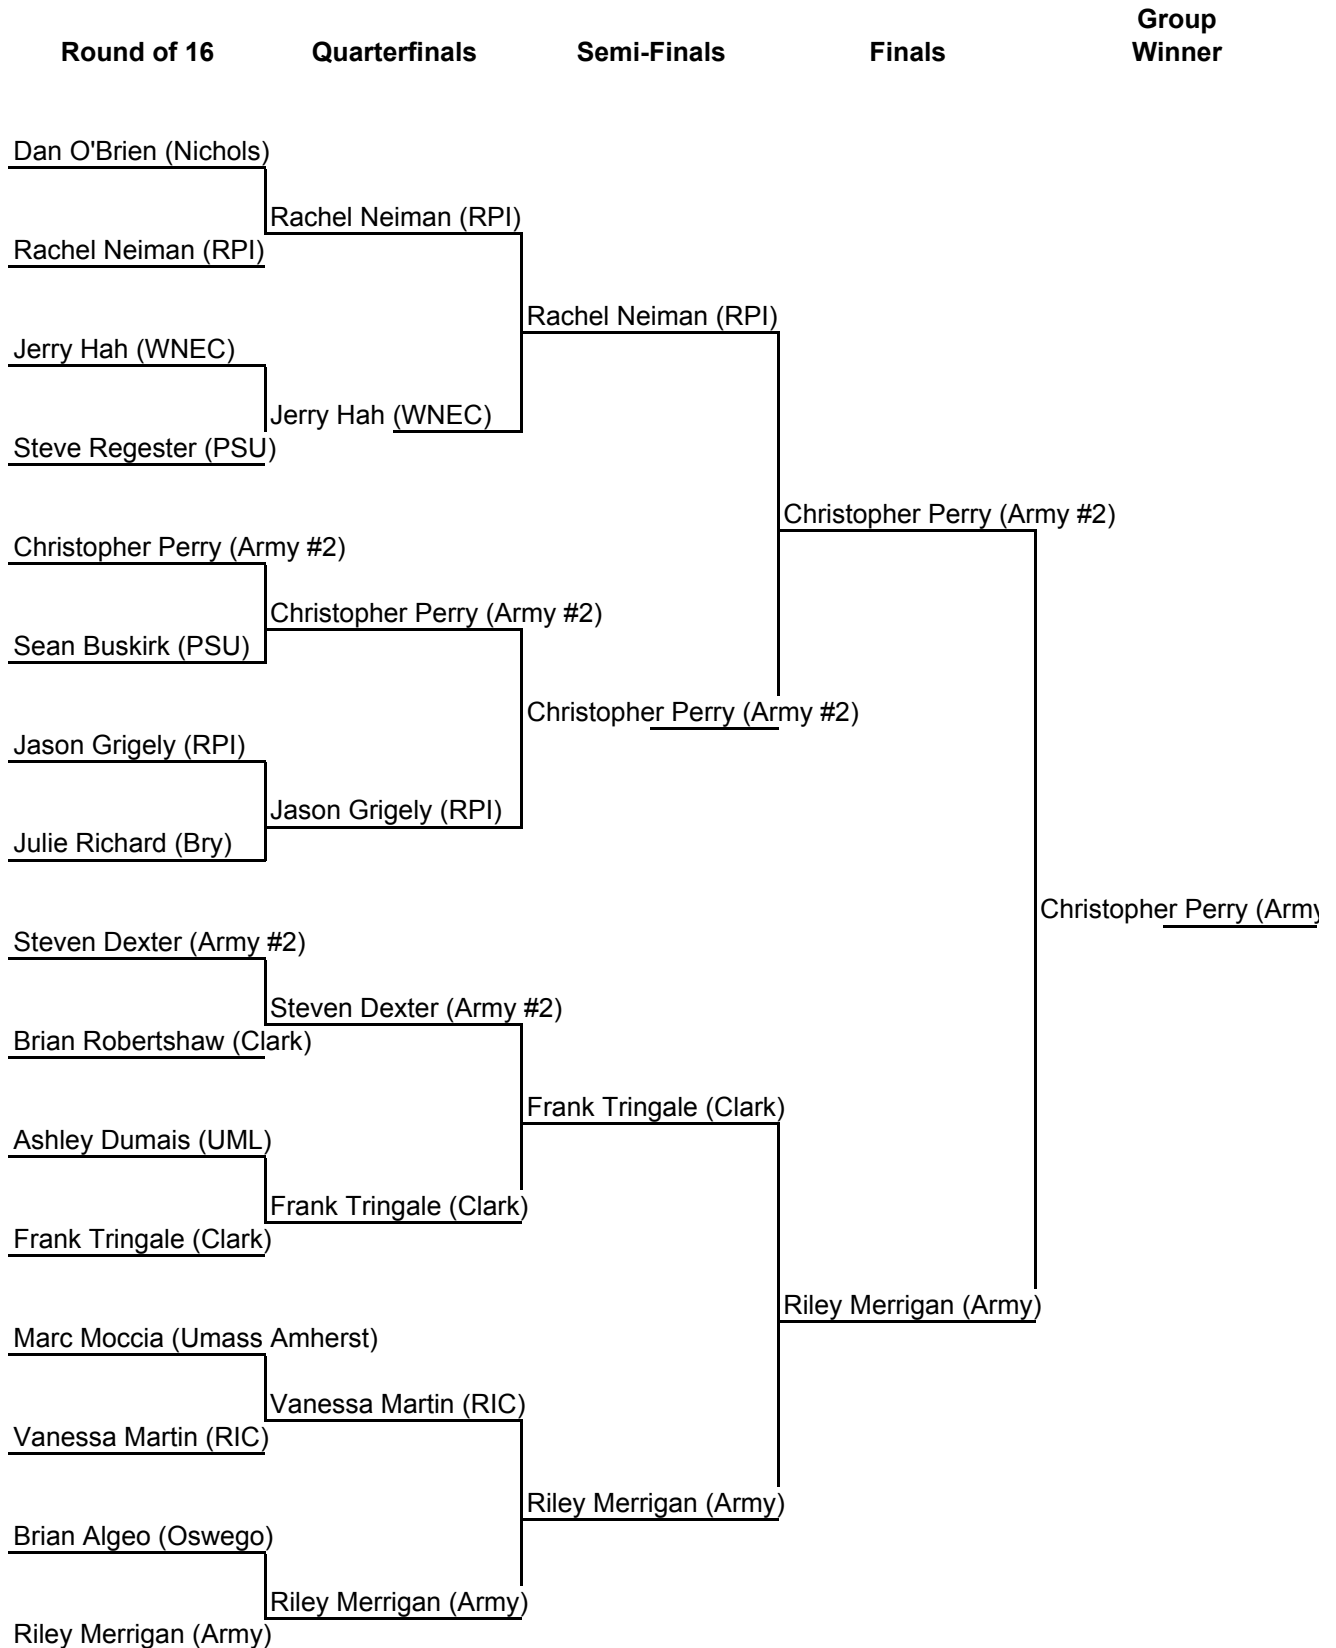 Round of 16
Quarterfinals
Semi-Finals
Finals
Group
Winner
Dan O'Brien (Nichols)
Rachel Neiman (RPI)
Rachel Neiman (RPI)
Rachel Neiman (RPI)
Jerry Hah (WNEC)
Jerry Hah (WNEC)
Steve Regester (PSU)
Christopher Perry (Army #2)
Christopher Perry (Army #2)
Christopher Perry (Army #2)
Sean Buskirk (PSU)
Christopher Perry (Army #2)
Jason Grigely (RPI)
Jason Grigely (RPI)
Julie Richard (Bry)
Christopher Perry (Army
Steven Dexter (Army #2)
Steven Dexter (Army #2)
Brian Robertshaw (Clark)
Frank Tringale (Clark)
Ashley Dumais (UML)
Frank Tringale (Clark)
Frank Tringale (Clark)
Riley Merrigan (Army)
Marc Moccia (Umass Amherst)
Vanessa Martin (RIC)
Vanessa Martin (RIC)
Riley Merrigan (Army)
Brian Algeo (Oswego)
Riley Merrigan (Army)
Riley Merrigan (Army)